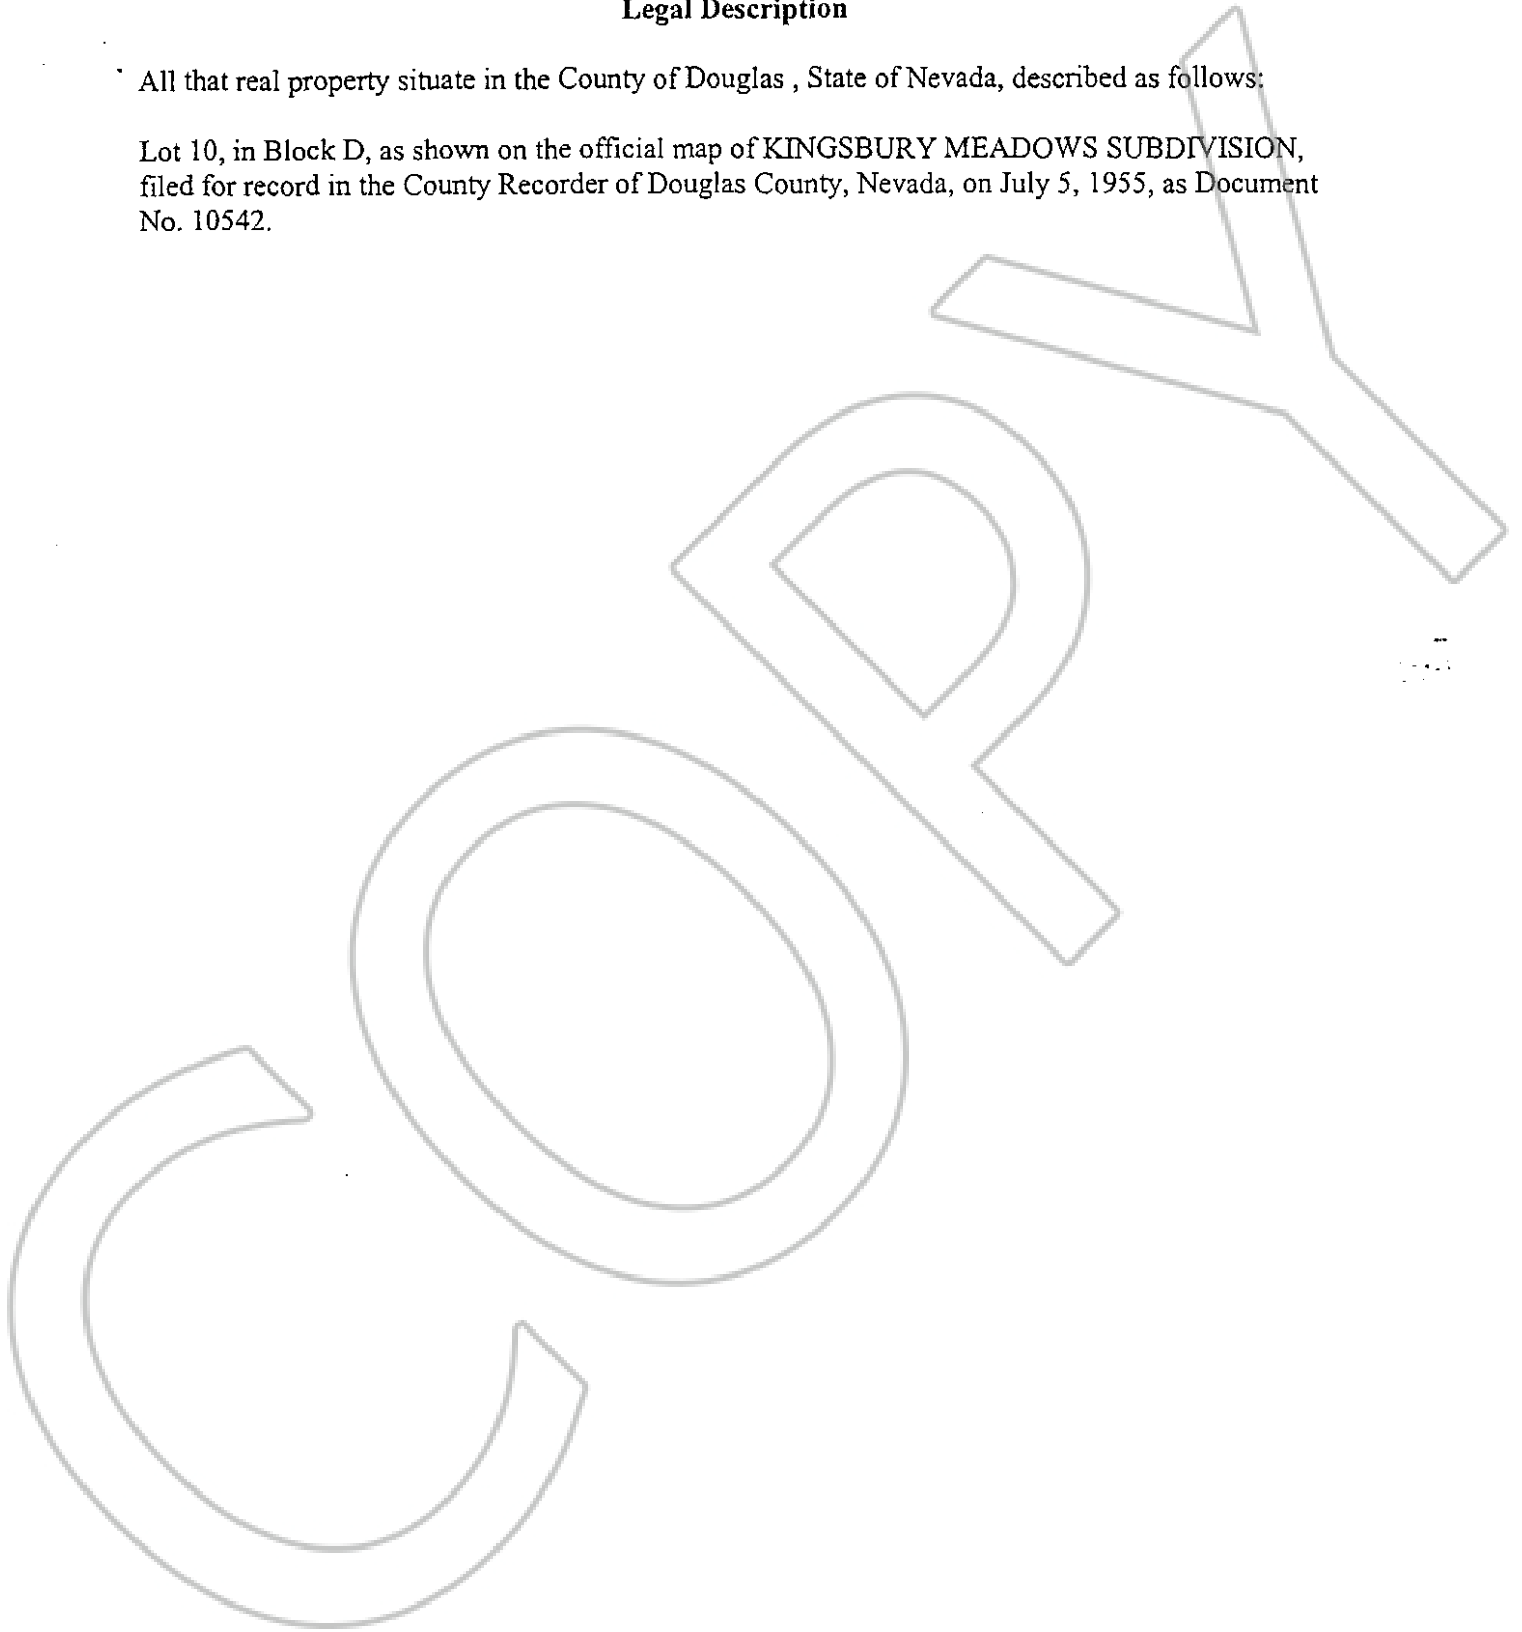 Legal Description
All that real property situate in the County of Douglas , State of Nevada, described as follows:
Lot 10, in Block D, as shown on the official map of KINGSBURY MEADOWS SUBDIVISION,
filed for record in the County Recorder of Douglas County, Nevada, on July 5, 1955, as Document
No. 10542.
COPY